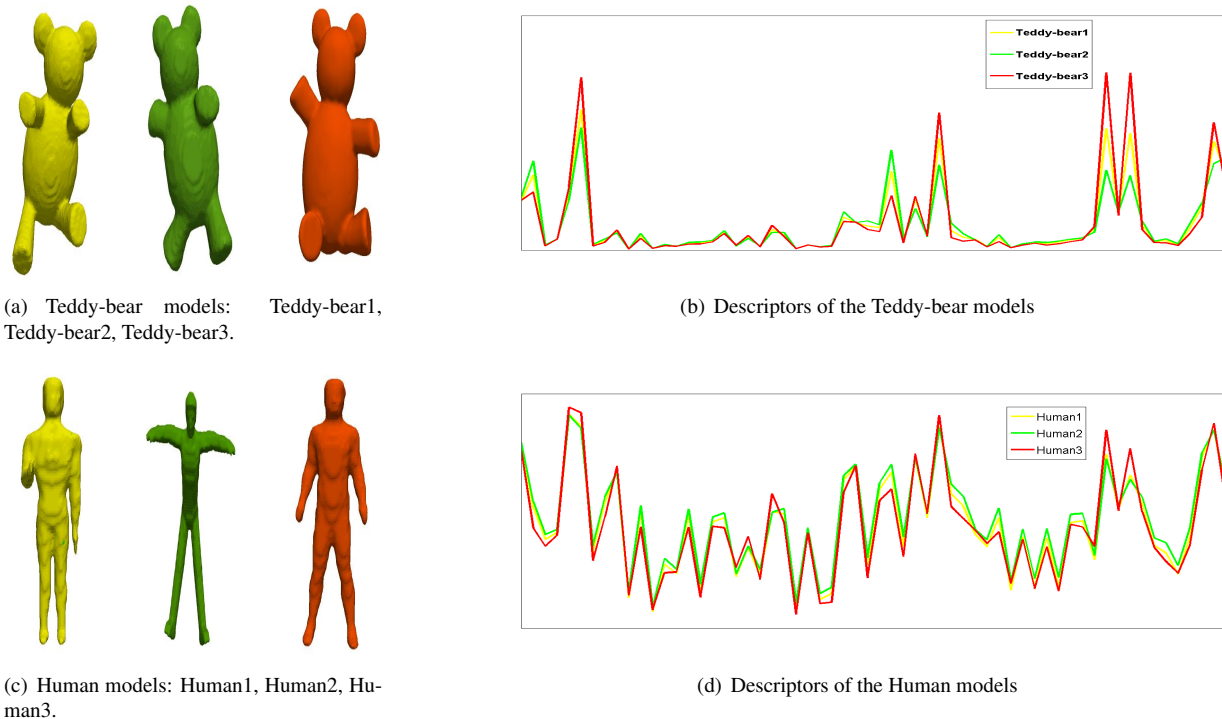 Teddy-bear1
Teddy-bear2
Teddy-bear3
(a) Teddy-bear models: Teddy-bear1,
Teddy-bear2, Teddy-bear3.
(b) Descriptors of the Teddy-bear models
Human1
Human2
Human3
(c) Human models: Human1, Human2, Hu-
man3.
(d) Descriptors of the Human models